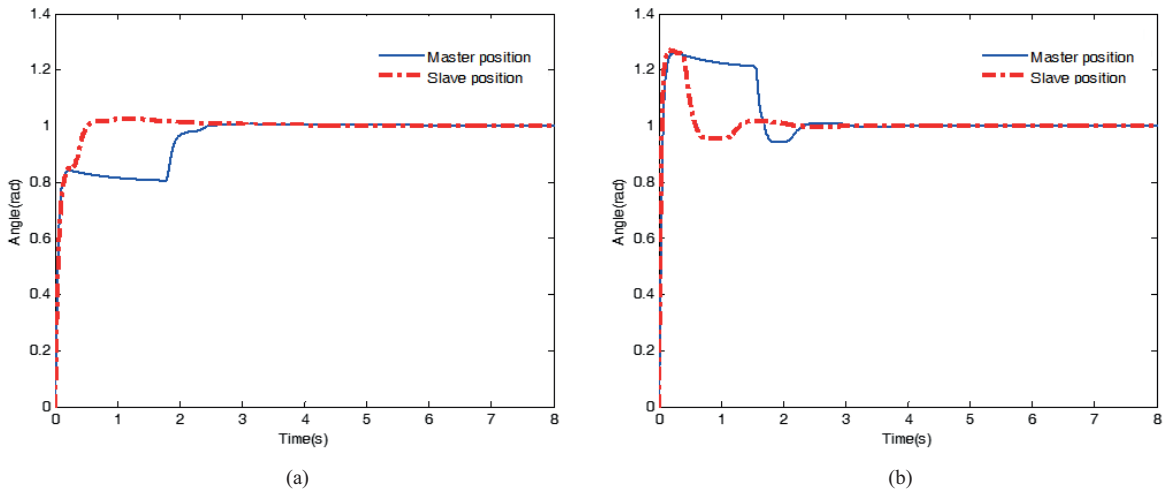 1.4
1.2
1
0.8
0.6
0.4
0.2
0
Angle(rad)
Master position
Slave position
0 1 2 3 4 5 6 7 8
Time(s)
(a)
1.4
1.2
1
0.8
0.6
0.4
0.2
0
Angle(rad)
Master position
Slave position
0 1 2 3 4 5 6 7 8
Time(s)
(b)